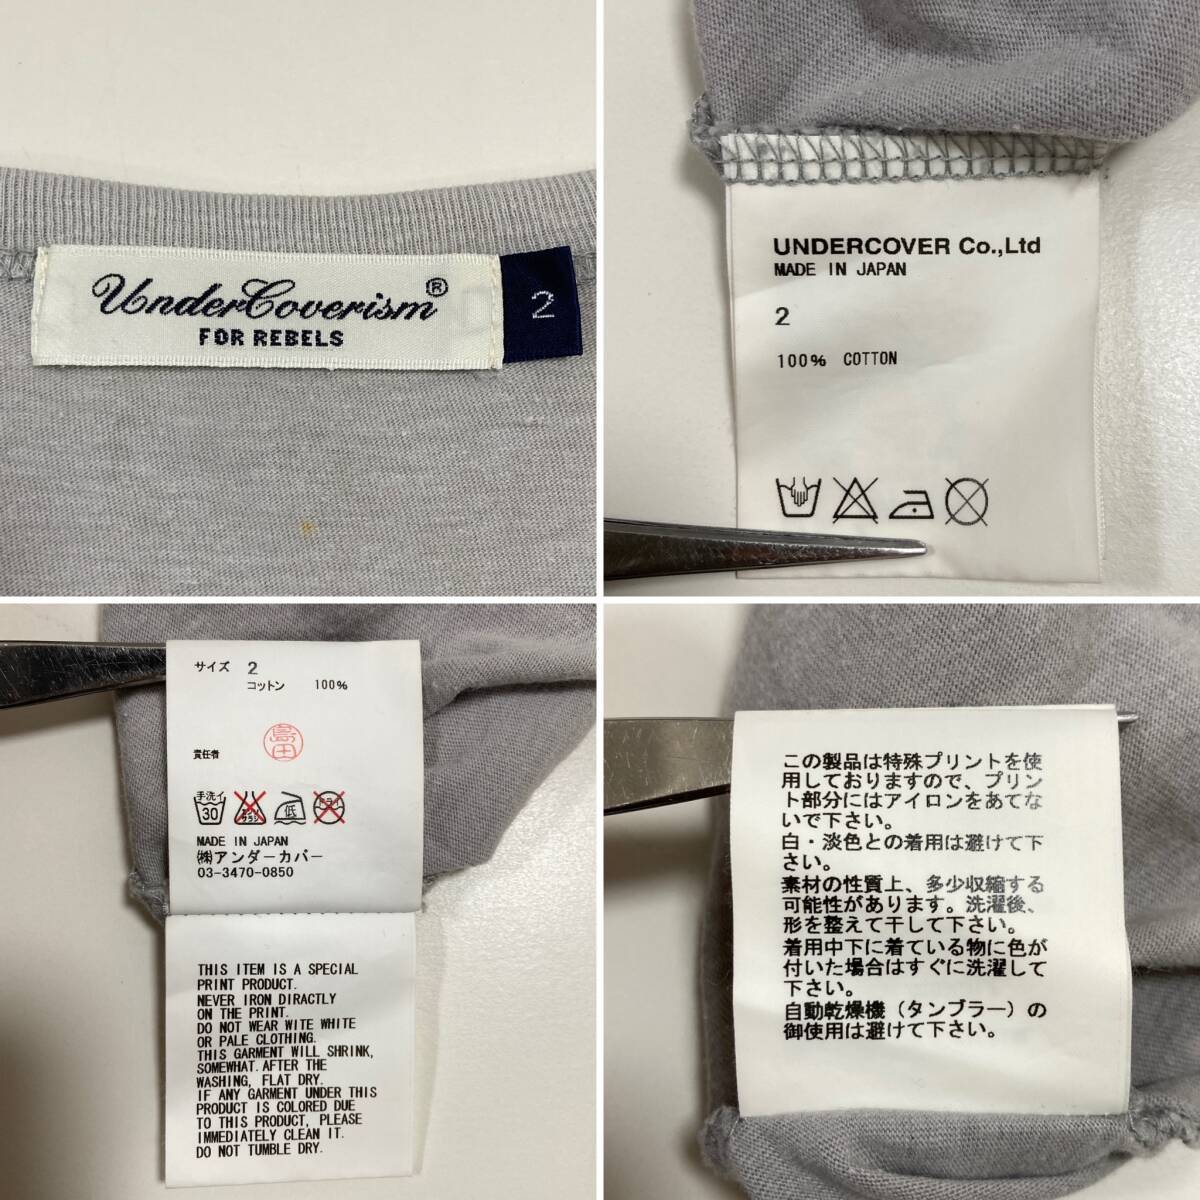 UnderCoverism®
FOR REBELS
2
UNDERCOVER Co.,Ltd
MADE IN JAPAN
2
100% COTTON
サイズ 2
コットン 100%
島田
責任者
手洗イ
30
エンソサラシ
低
ドライ
MADE IN JAPAN
㈱アンダーカバー
03-3470-0850
THIS ITEM IS A SPECIAL
PRINT PRODUCT.
NEVER IRON DIRACTLY
ON THE PRINT.
DO NOT WEAR WITE WHITE
OR PALE CLOTHING.
THIS GARMENT WILL SHRINK,
SOMEWHAT.AFTER THE
WASHING, FLAT DRY.
IF ANY GARMENT UNDER THIS
PRODUCT IS COLORED DUE
TO THIS PRODUCT, PLEASE
IMMEDIATELY CLEAN IT.
DO NOT TUMBLE DRY.
この製品は特殊プリントを使
用しておりますので、プリン
ト部分にはアイロンをあてな
いで下さい。
白・淡色との着用は避けて下
さい。
素材の性質上、多少収縮する
可能性があります。洗濯後、
形を整えて干して下さい。
着用中下に着ている物に色が
付いた場合はすぐに洗濯して
下さい。
自動乾燥機（タンブラー）の
御使用は避けて下さい。